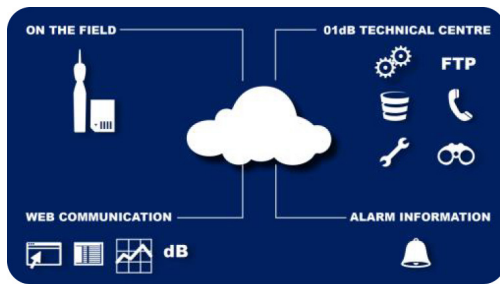 ON THE FIELD
01dB TECHNICAL CENTRE
FTP
WEB COMMUNICATION
ALARM INFORMATION
dB